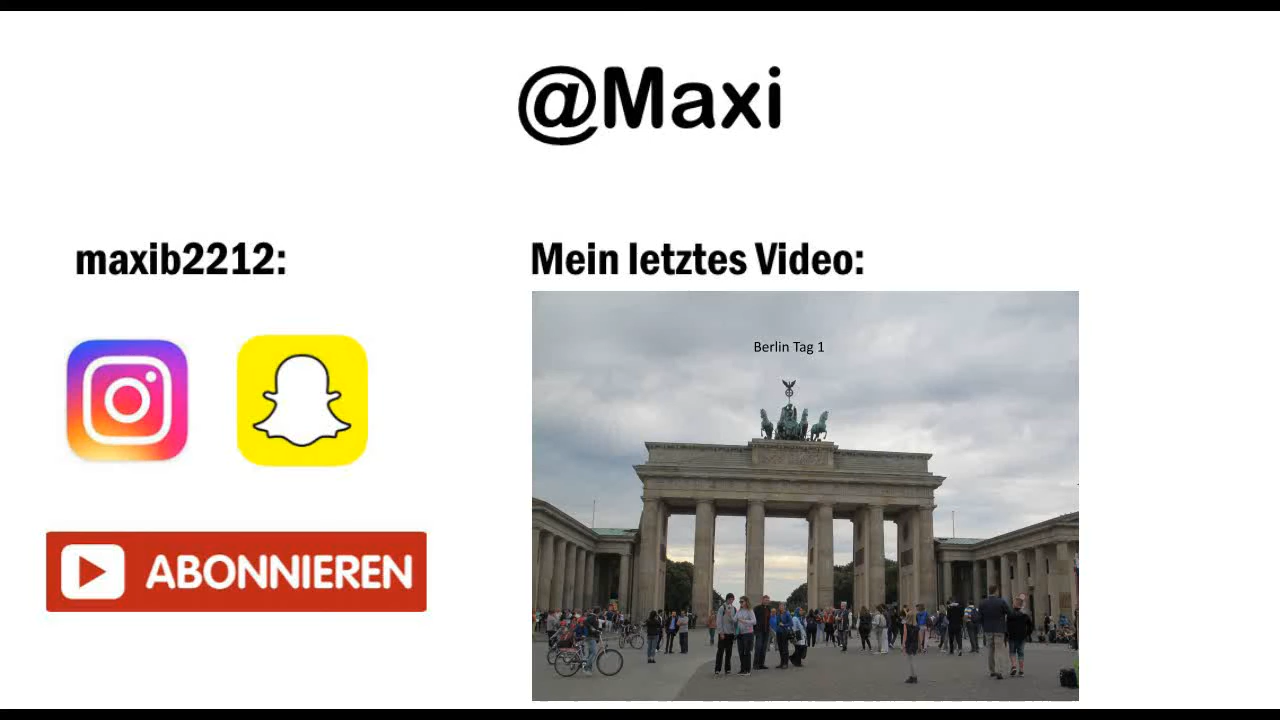 @Maxi
maxib2212:
Mein letztes Video:
Berlin Tag 1
ABONNIEREN